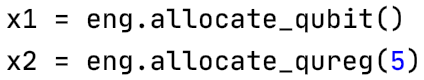 x1 = eng.allocate_qubit()
x2 = eng.allocate_qureg(5)